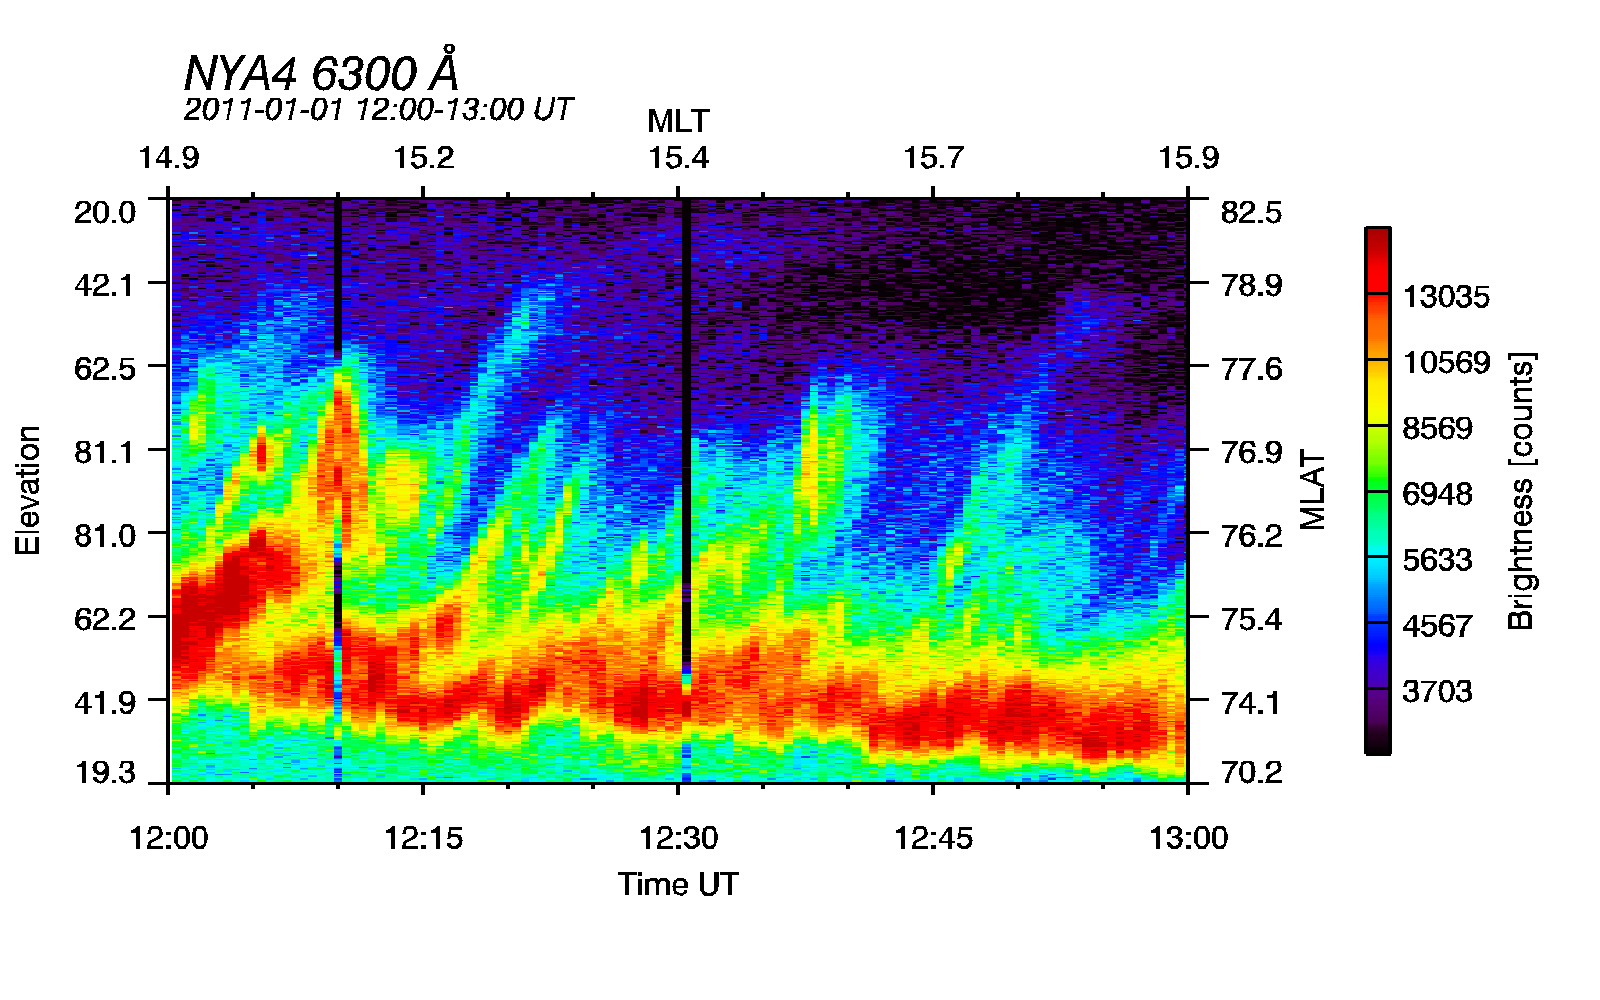 NYA4 6300 Å
2011-01-01 12:00-13:00 UT
MLT
14.9 15.2 15.4 15.7 15.9
20.0
42.1
62.5
81.1
81.0
62.2
41.9
19.3
Elevation
82.5
78.9
77.6
76.9
76.2
75.4
74.1
70.2
MLAT
13035
10569
8569
6948
5633
4567
3703
Brightness [counts]
12:00 12:15 12:30 12:45 13:00
Time UT